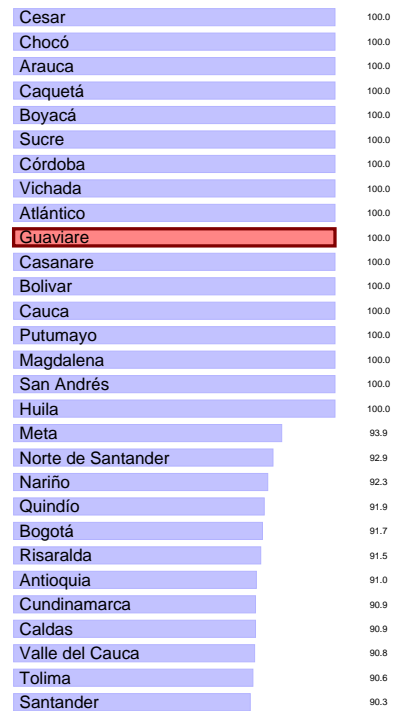 Cesar 100.0
Chocó 100.0
Arauca 100.0
Caquetá 100.0
Boyacá 100.0
Sucre 100.0
Córdoba 100.0
Vichada 100.0
Atlántico 100.0
Guaviare 100.0
Casanare 100.0
Bolivar 100.0
Cauca 100.0
Putumayo 100.0
Magdalena 100.0
San Andrés 100.0
Huila 100.0
Meta 93.9
Norte de Santander 92.9
Nariño 92.3
Quindío 91.9
Bogotá 91.7
Risaralda 91.5
Antioquia 91.0
Cundinamarca 90.9
Caldas 90.9
Valle del Cauca 90.8
Tolima 90.6
Santander 90.3